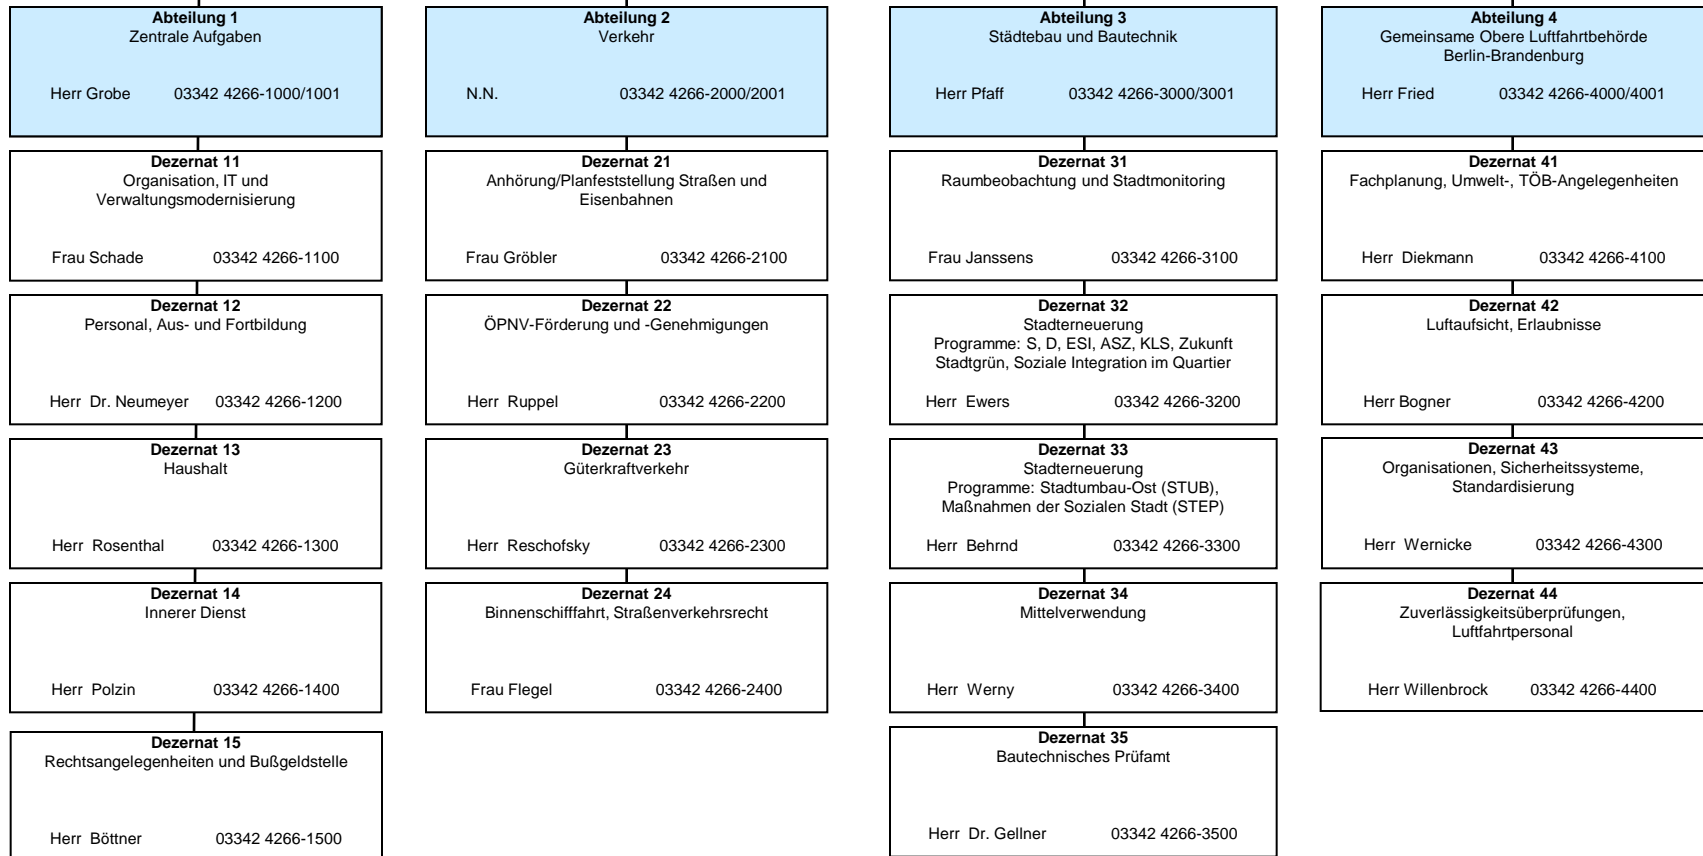 Abteilung 1
Zentrale Aufgaben
Herr Grobe 03342 4266-1000/1001
Dezernat 11
Organisation, IT und
Verwaltungsmodernisierung
Frau Schade 03342 4266-1100
Dezernat 12
Personal, Aus- und Fortbildung
Herr Dr. Neumeyer 03342 4266-1200
Dezernat 13
Haushalt
Herr Rosenthal 03342 4266-1300
Dezernat 14
Innerer Dienst
Herr Polzin 03342 4266-1400
Dezernat 15
Rechtsangelegenheiten und Bußgeldstelle
Herr Böttner 03342 4266-1500
Abteilung 2
Verkehr
N.N. 03342 4266-2000/2001
Dezernat 21
Anhörung/Planfeststellung Straßen und
Eisenbahnen
Frau Gröbler 03342 4266-2100
Dezernat 22
ÖPNV-Förderung und -Genehmigungen
Herr Ruppel 03342 4266-2200
Dezernat 23
Güterkraftverkehr
Herr Reschofsky 03342 4266-2300
Dezernat 24
Binnenschifffahrt, Straßenverkehrsrecht
Frau Flegel 03342 4266-2400
Abteilung 3
Städtebau und Bautechnik
Herr Pfaff 03342 4266-3000/3001
Dezernat 31
Raumbeobachtung und Stadtmonitoring
Frau Janssens 03342 4266-3100
Dezernat 32
Stadterneuerung
Programme: S, D, ESI, ASZ, KLS, Zukunft
Stadtgrün, Soziale Integration im Quartier
Herr Ewers 03342 4266-3200
Dezernat 33
Stadterneuerung
Programme: Stadtumbau-Ost (STUB),
Maßnahmen der Sozialen Stadt (STEP)
Herr Behrnd 03342 4266-3300
Dezernat 34
Mittelverwendung
Herr Werny 03342 4266-3400
Dezernat 35
Bautechnisches Prüfamt
Herr Dr. Gellner 03342 4266-3500
Abteilung 4
Gemeinsame Obere Luftfahrtbehörde
Berlin-Brandenburg
Herr Fried 03342 4266-4000/4001
Dezernat 41
Fachplanung, Umwelt-, TÖB-Angelegenheiten
Herr Diekmann 03342 4266-4100
Dezernat 42
Luftaufsicht, Erlaubnisse
Herr Bogner 03342 4266-4200
Dezernat 43
Organisationen, Sicherheitssysteme,
Standardisierung
Herr Wernicke 03342 4266-4300
Dezernat 44
Zuverlässigkeitsüberprüfungen,
Luftfahrtpersonal
Herr Willenbrock 03342 4266-4400